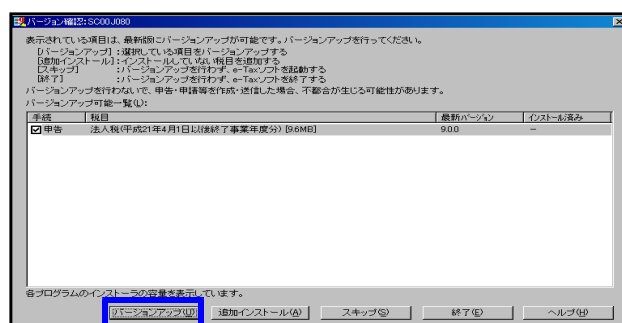 バージョン確認:SC00J080
表示されている項目は、最新版にバージョンアップが可能です。バージョンアップを行ってください。
[バージョンアップ]:選択している項目をバージョンアップする
[追加インストール]:インストールしていない税目を追加する
[スキップ] :バージョンアップを行わず、e-Taxソフトを起動する
[終了] :バージョンアップを行わず、e-Taxソフトを終了する
バージョンアップを行わないで、申告・申請等を作成・送信した場合、不都合が生じる可能性があります。
バージョンアップ可能一覧(L):
手続 税目 最新バージョン インストール済み
申告 法人税(平成21年4月1日以後終了事業年度分) [9.6MB] 9.0.0 -
各プログラムのインストーラの容量を表示しています。
バージョンアップ(U) 追加インストール(A) スキップ(S) 終了(E) ヘルプ(H)